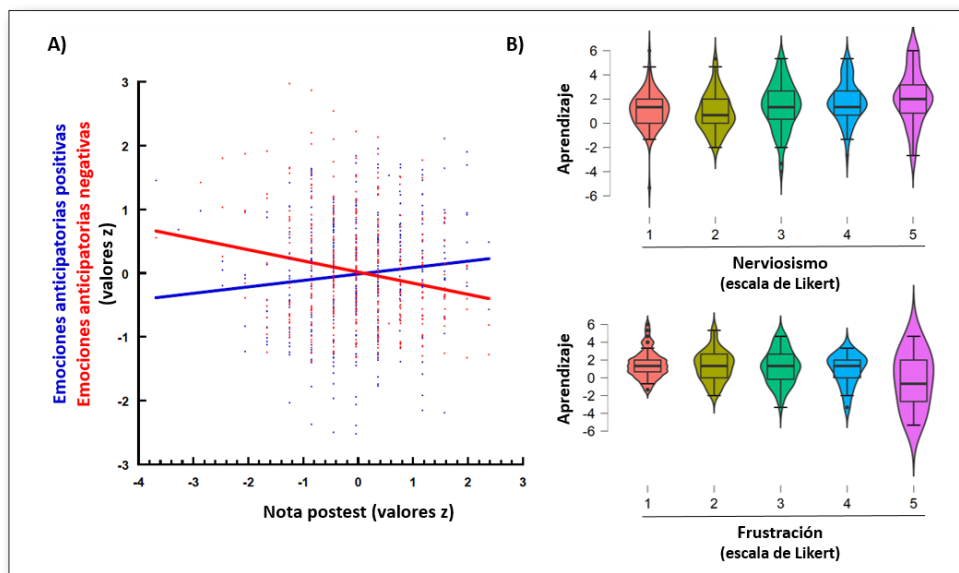 A)
Emociones anticipatorias positivas
Emociones anticipatorias negativas
(valores z)
3
2
1
0
-1
-2
-3
-4 -3 -2 -1 0 1 2 3 4
Nota postest (valores z)
B)
Aprendizaje
6
4
2
0
-2
-4
-6
1 2 3 4 5
Nerviosismo
(escala de Likert)
Aprendizaje
6
4
2
0
-2
-4
-6
1 2 3 4 5
Frustración
(escala de Likert)